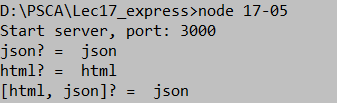 D:\PSCA\Lec17_express>node 17-05
Start server, port: 3000
json? =  json
html? =  html
[html, json]? =  json